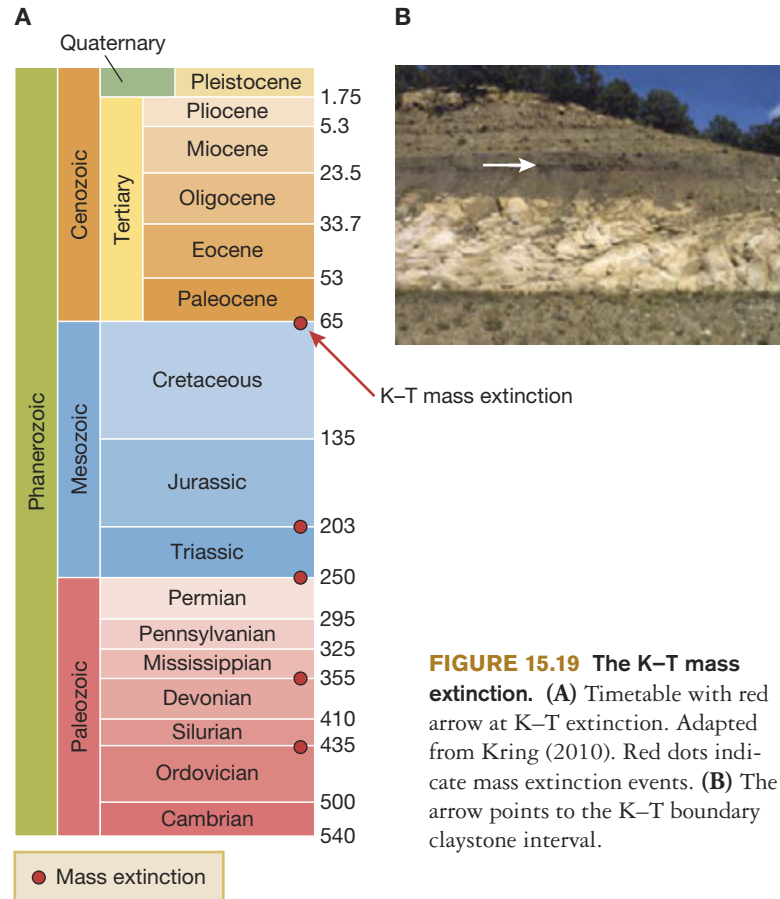 A
Quaternary
Phanerozoic
Cenozoic
Tertiary
Pleistocene
1.75
Pliocene
5.3
Miocene
23.5
Oligocene
33.7
Eocene
53
Paleocene
65
K–T mass extinction
Mesozoic
Cretaceous
135
Jurassic
203
Triassic
250
Paleozoic
Permian
295
Pennsylvanian
325
Mississippian
355
Devonian
410
Silurian
435
Ordovician
500
Cambrian
540
Mass extinction
B
FIGURE 15.19 The K–T mass
extinction. (A) Timetable with red
arrow at K–T extinction. Adapted
from Kring (2010). Red dots indi-
cate mass extinction events. (B) The
arrow points to the K–T boundary
claystone interval.